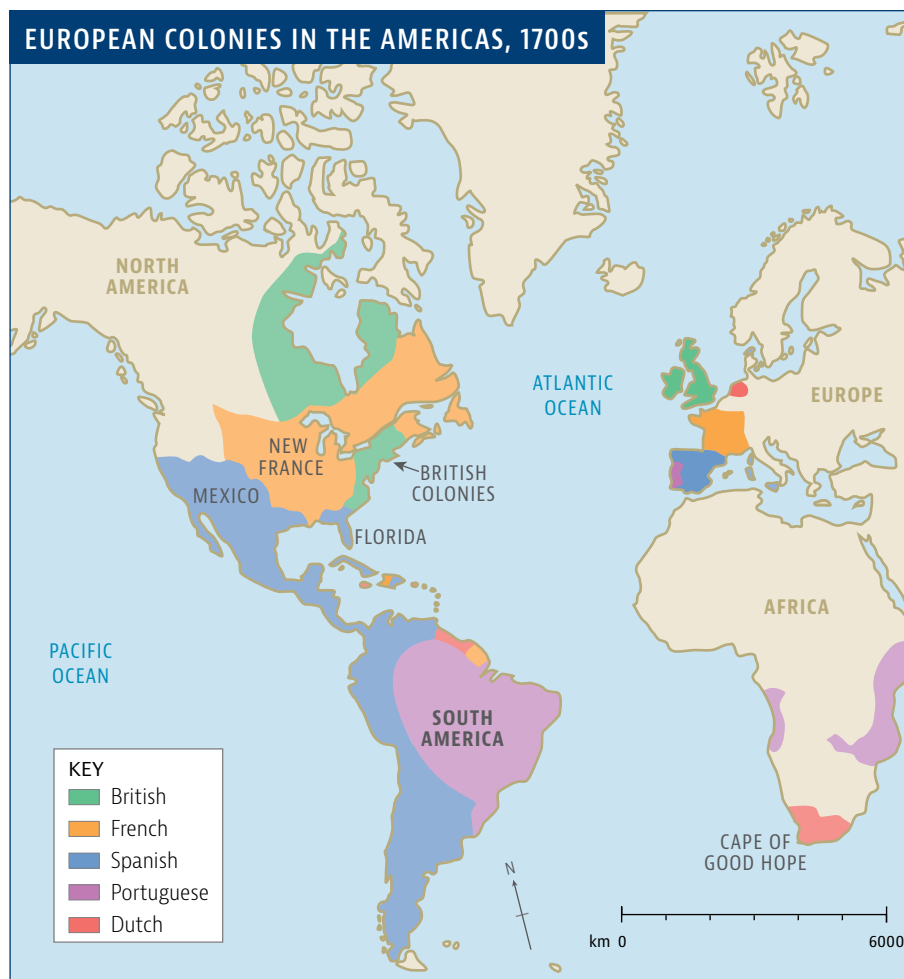 EUROPEAN COLONIES IN THE AMERICAS, 1700s
NORTH
AMERICA
ATLANTIC
OCEAN
EUROPE
NEW
FRANCE
BRITISH
COLONIES
MEXICO
FLORIDA
AFRICA
PACIFIC
OCEAN
SOUTH
AMERICA
KEY
British
French
Spanish
Portuguese
Dutch
CAPE OF
GOOD HOPE
N
km 0 6000